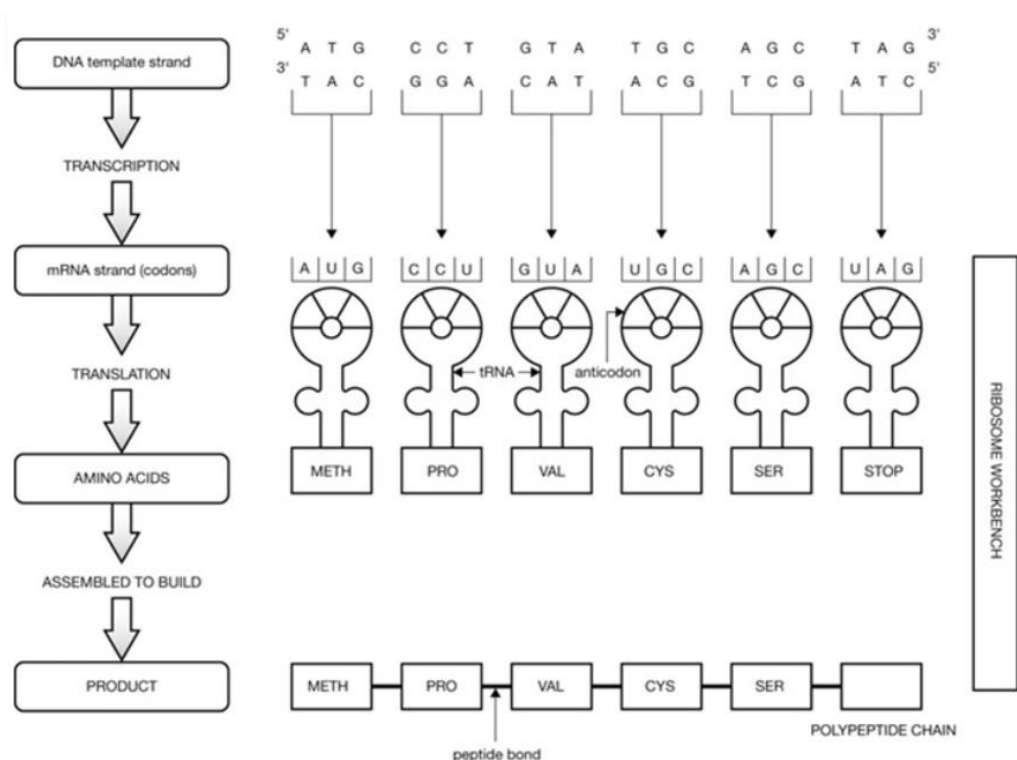 DNA template strand
5' A T G C C T G T A T G C A G C T A G 3'
3' T A C G G A C A T A C G T C G A T C 5'
TRANSCRIPTION
mRNA strand (codons)
A U G C C U G U A U G C A G C U A G
tRNA
anticodon
TRANSLATION
AMINO ACIDS
METH PRO VAL CYS SER STOP
RIBOSOME WORKBENCH
ASSEMBLED TO BUILD
PRODUCT
METH PRO VAL CYS SER
POLYPEPTIDE CHAIN
peptide bond